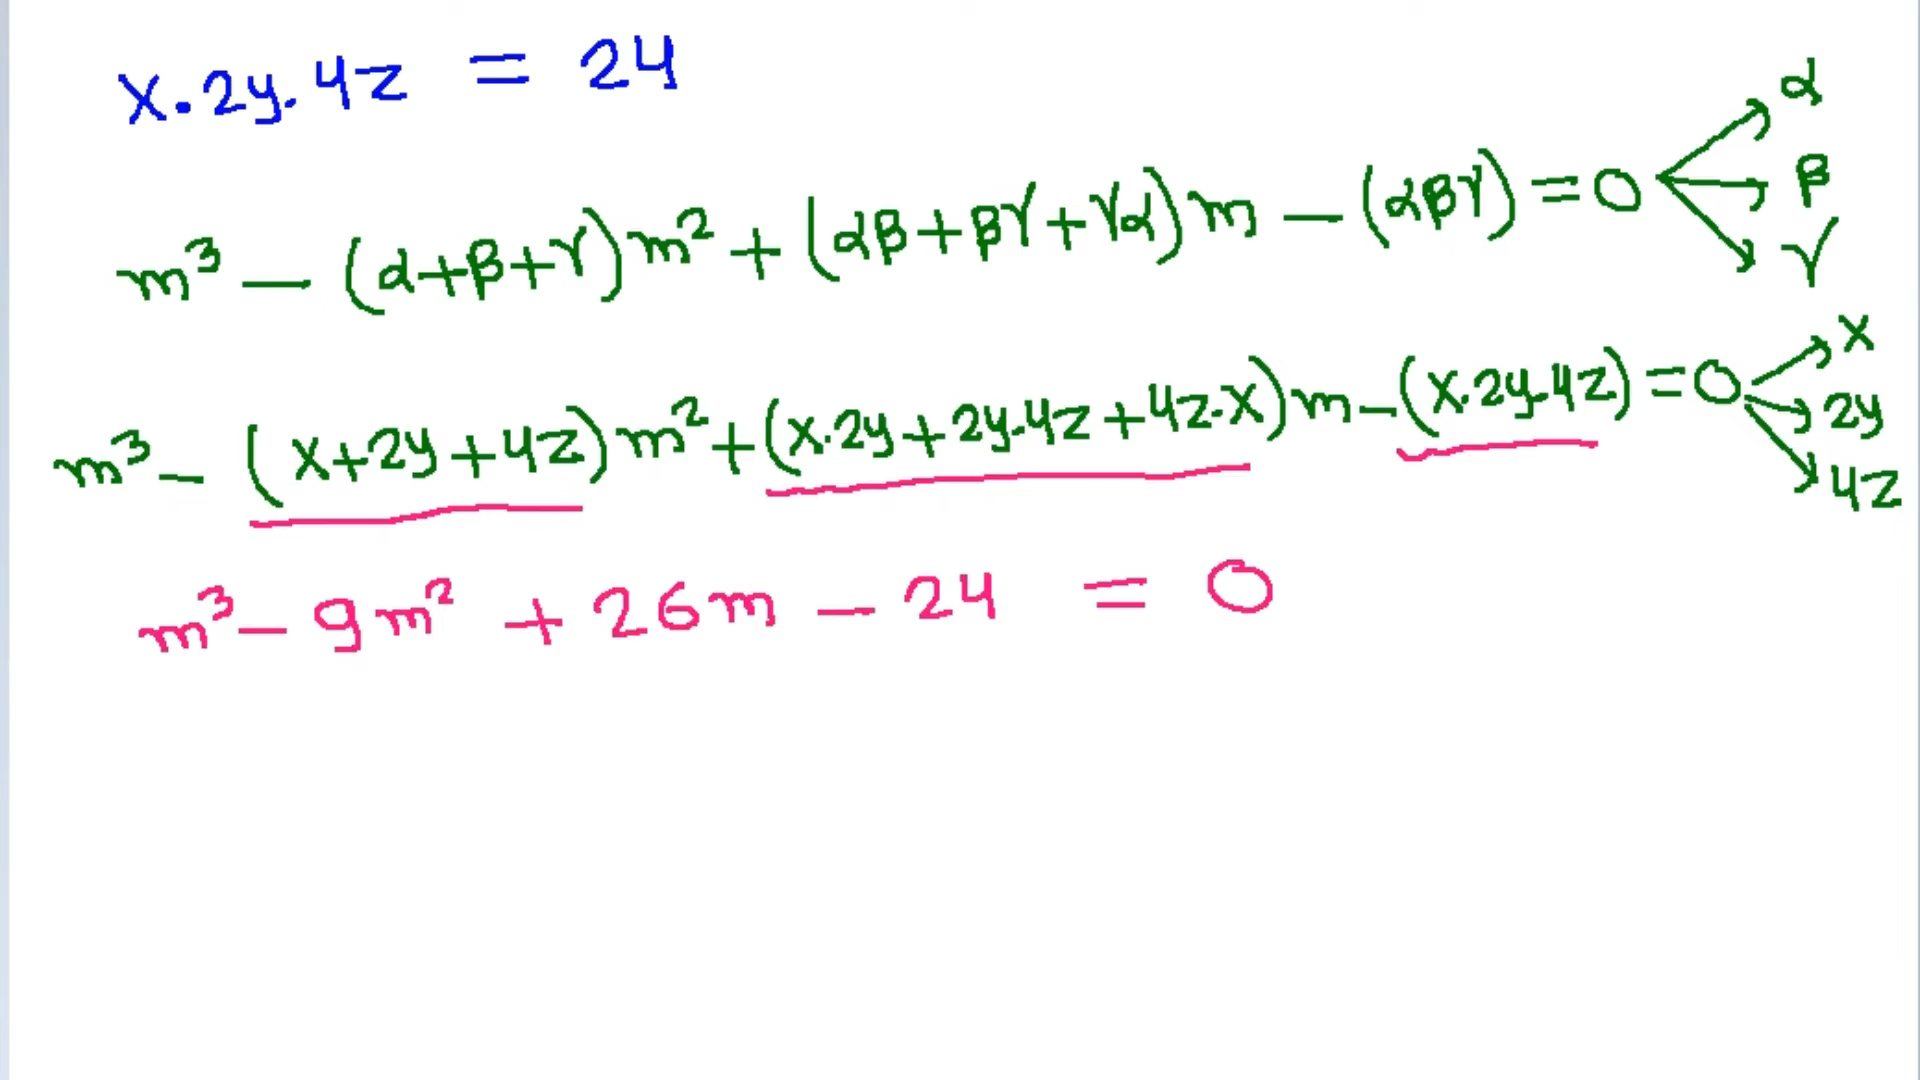 x.2y.4z = 24
m³ - (α+β+γ)m² + (αβ+βγ+γα)m - (αβγ) = 0 α β γ
m³ - (x+2y+4z)m² + (x.2y+2y.4z+4z.x)m - (x.2y.4z) = 0 x 2y 4z
m³ - 9m² + 26m - 24 = 0